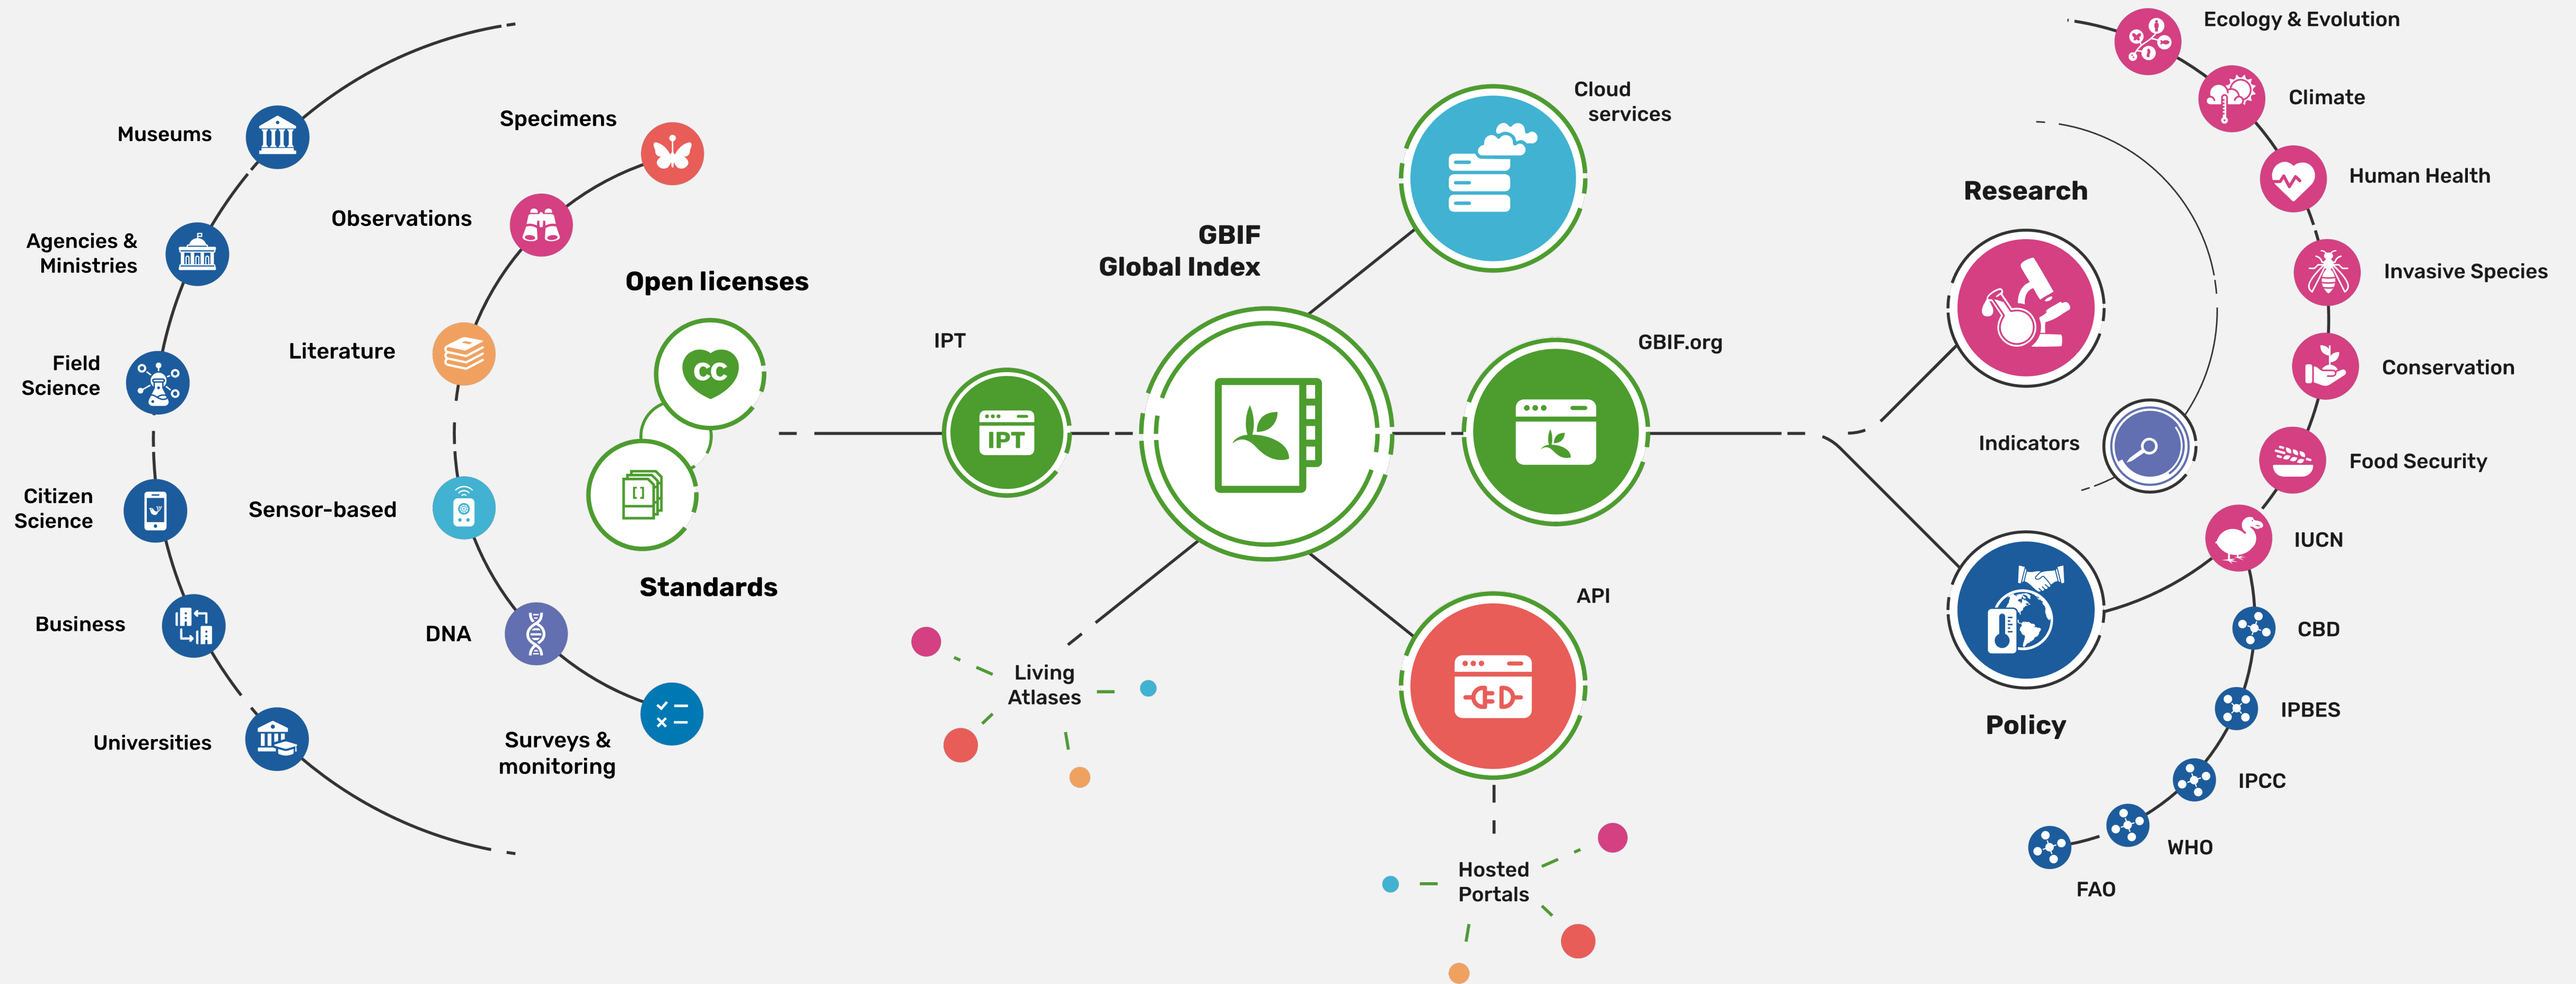 Museums
Agencies &
Ministries
Field
Science
Citizen
Science
Business
Universities
Specimens
Observations
Literature
Sensor-based
DNA
Surveys &
monitoring
Open licenses
CC
[ ]
Standards
IPT
IPT
GBIF
Global Index
Cloud
services
GBIF.org
API
Living
Atlases
Hosted
Portals
Research
Indicators
Policy
Ecology & Evolution
Climate
Human Health
Invasive Species
Conservation
Food Security
IUCN
CBD
IPBES
IPCC
WHO
FAO